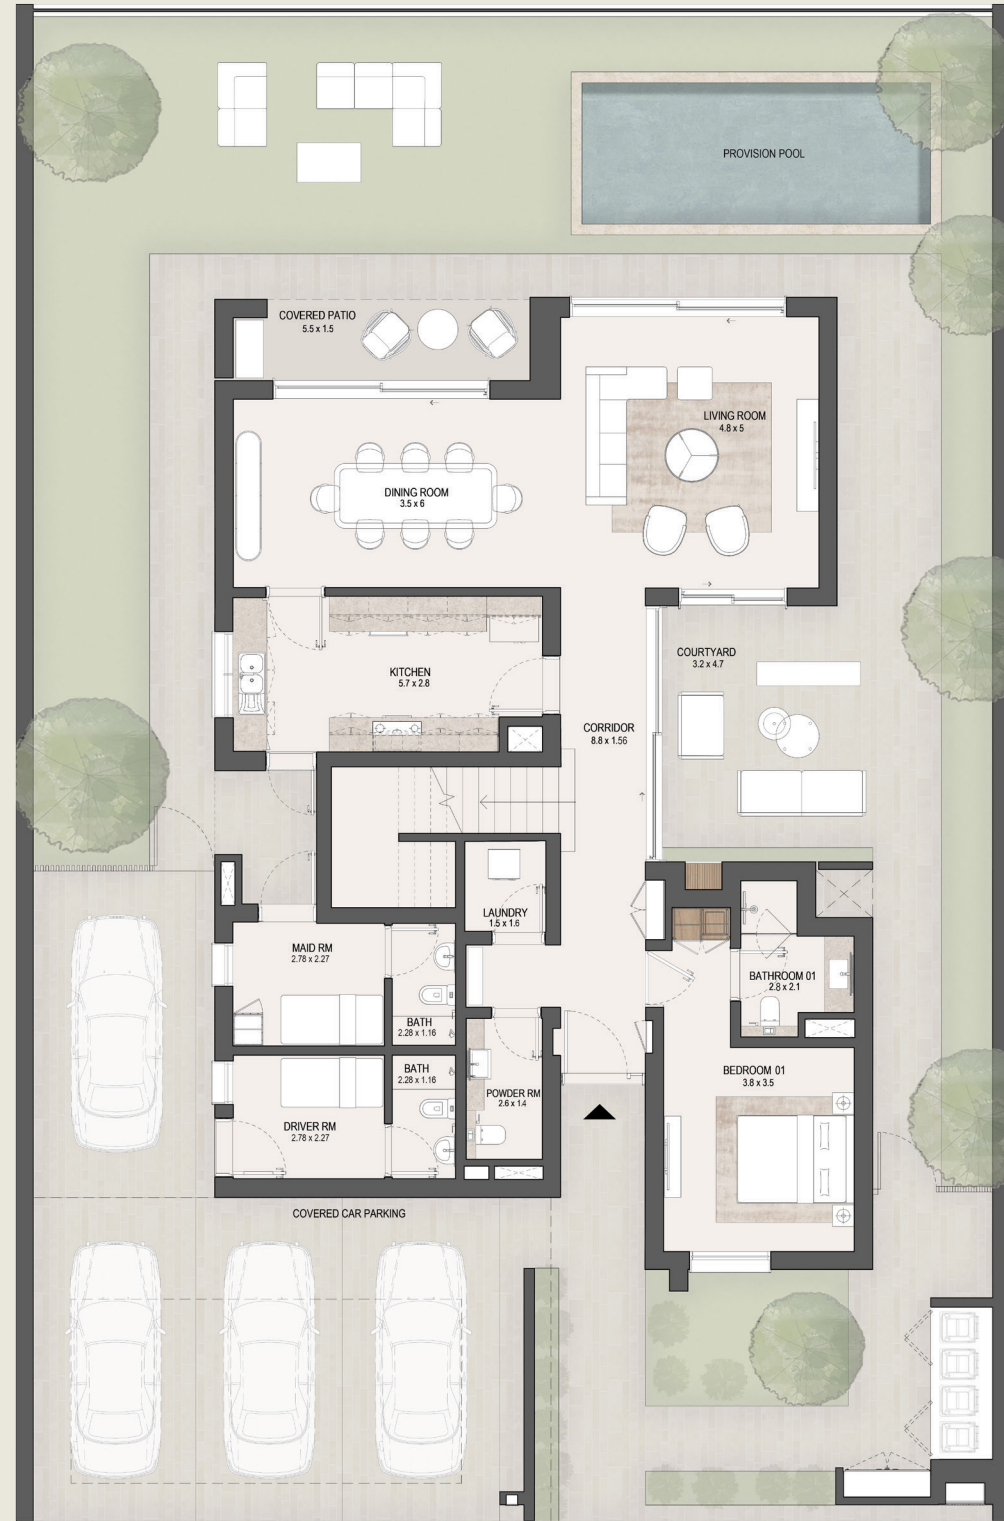 PROVISION POOL
COVERED PATIO
5.5 x 1.5
LIVING ROOM
4.8 x 5
DINING ROOM
3.5 x 6
KITCHEN
5.7 x 2.8
COURTYARD
3.2 x 4.7
CORRIDOR
8.8 x 1.56
LAUNDRY
1.5 x 1.6
MAID RM
2.78 x 2.27
BATHROOM 01
2.8 x 2.1
BATH
2.28 x 1.16
BATH
2.28 x 1.16
BEDROOM 01
3.8 x 3.5
POWDER RM
2.6 x 1.4
DRIVER RM
2.78 x 2.27
COVERED CAR PARKING